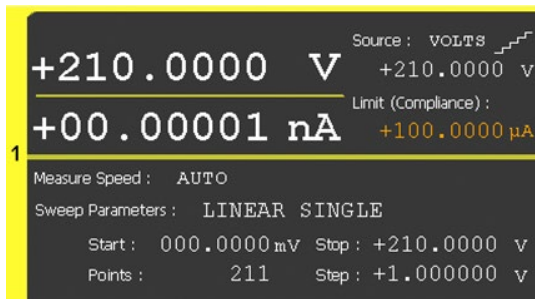 Source : VOLTS
+210.0000 V
+210.0000 V
Limit (Compliance) :
+00.00001 nA
+100.0000 µA
1
Measure Speed : AUTO
Sweep Parameters : LINEAR SINGLE
Start : 000.0000 mV Stop : +210.0000 V
Points : 211 Step : +1.000000 V